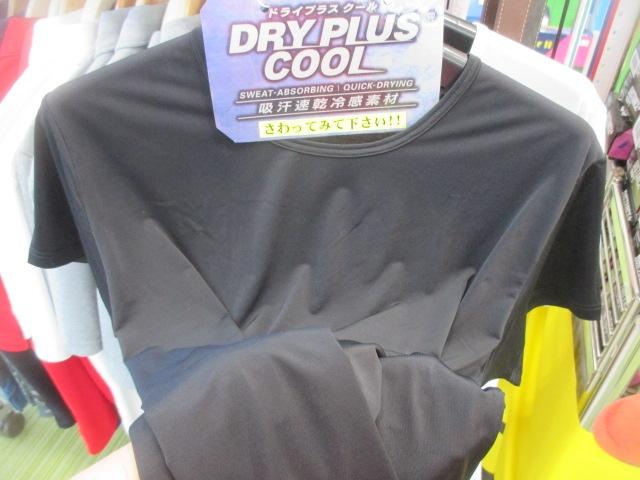 ドライプラス クール
DRY PLUS
COOL
SWEAT-ABSORBING | QUICK-DRYING
吸汗速乾冷感素材
さわってみて下さい!!